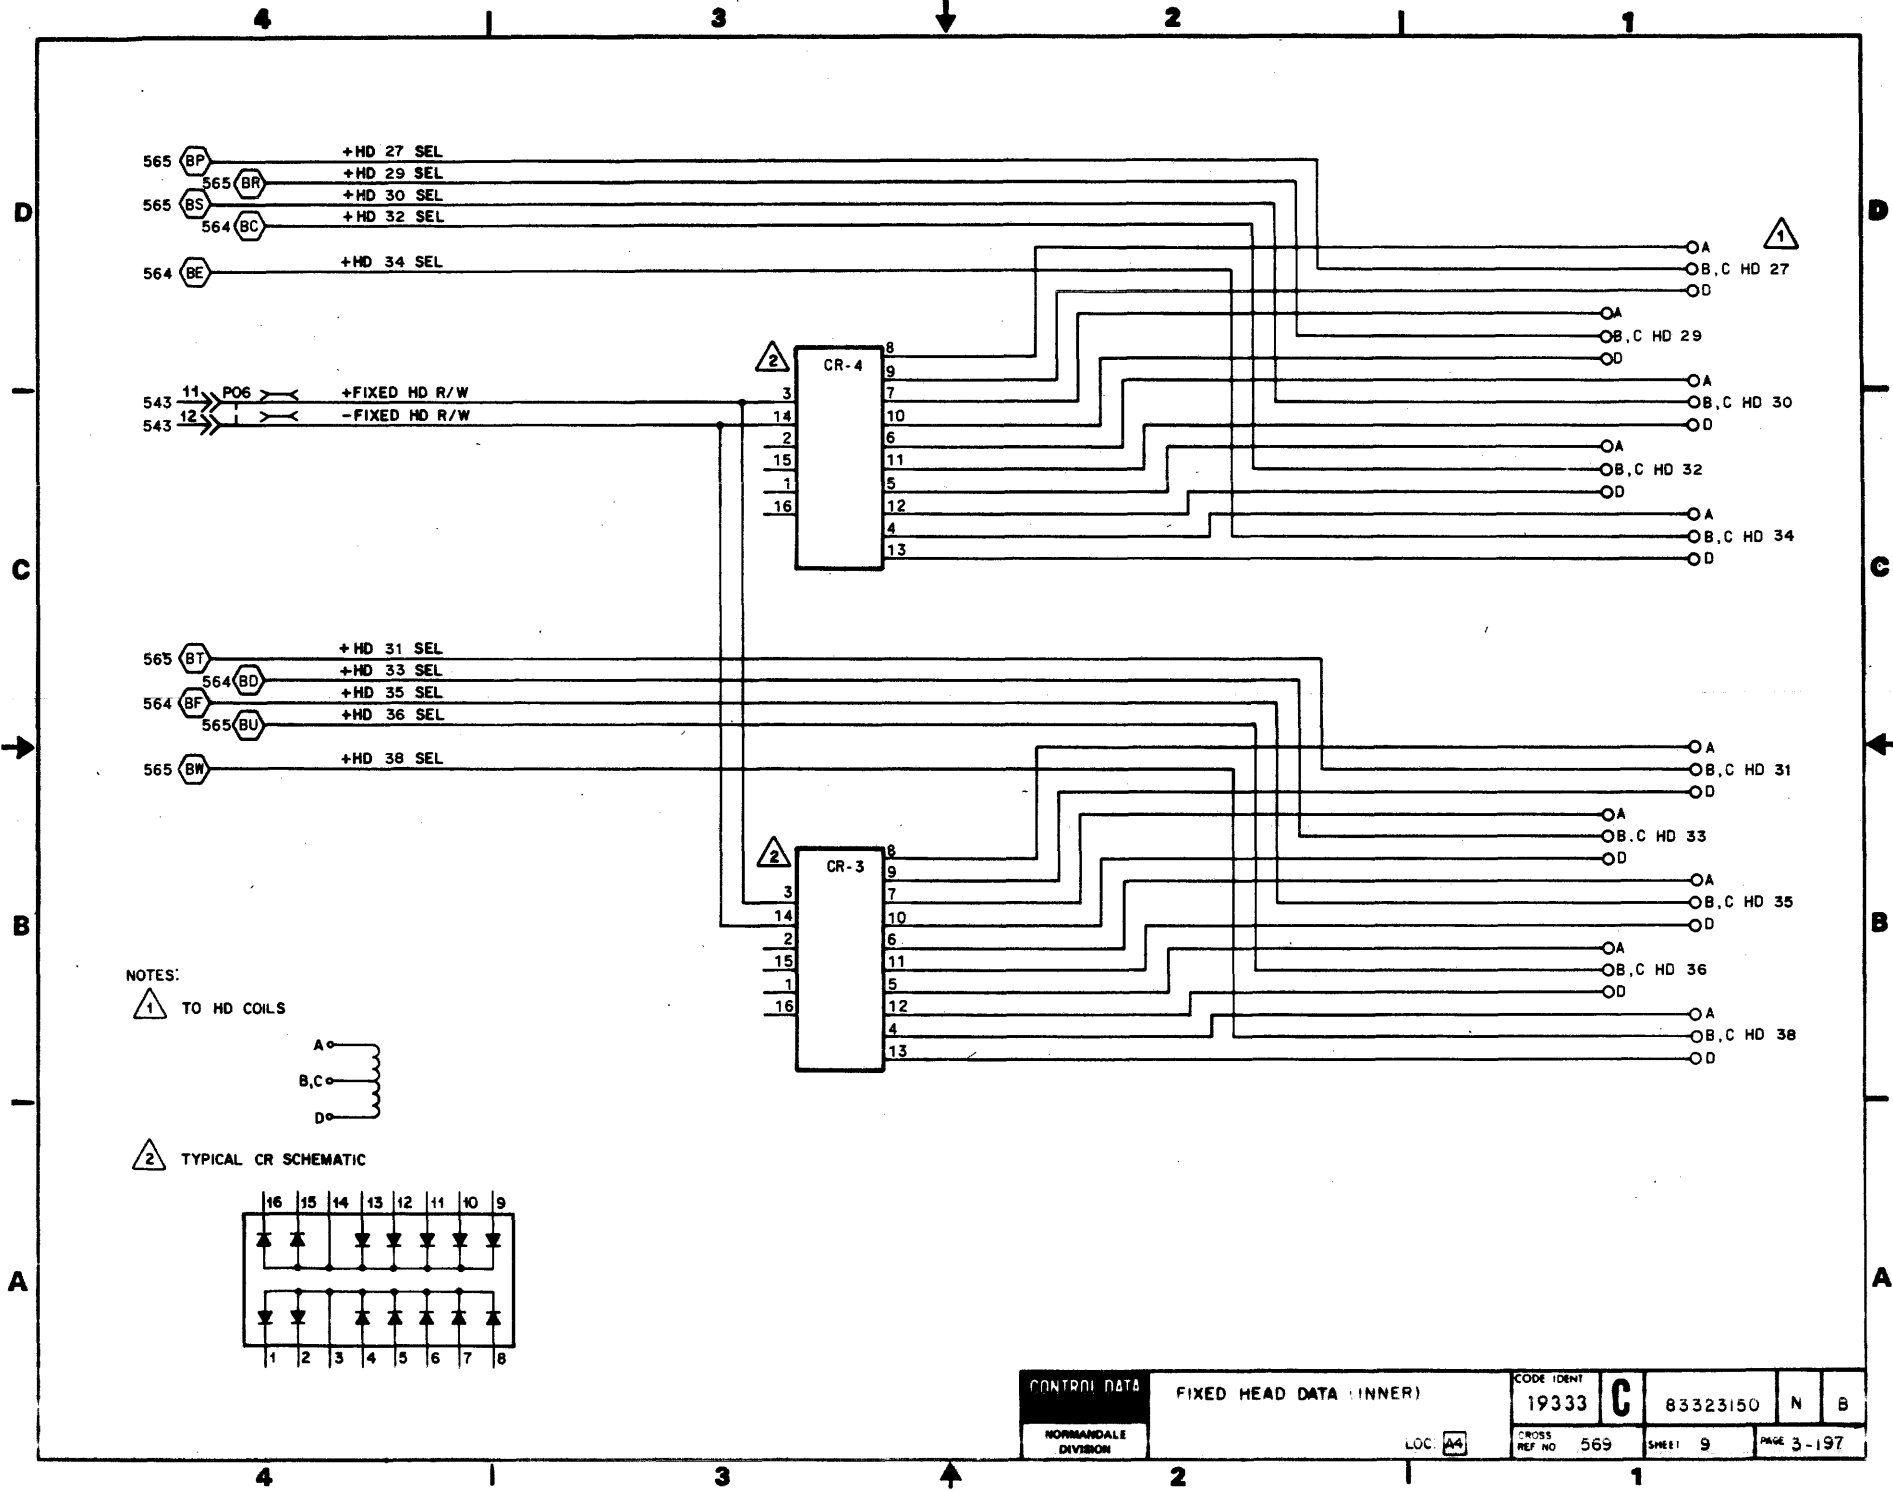 4 3 2 1
565 BP +HD 27 SEL
565 BR +HD 29 SEL
565 BS +HD 30 SEL
564 BC +HD 32 SEL
564 BE +HD 34 SEL
D D
1
A
B,C HD 27
D
A
B,C HD 29
D
A
B,C HD 30
D
A
B,C HD 32
D
A
B,C HD 34
D
543 11 P06 +FIXED HD R/W
543 12 -FIXED HD R/W
2 CR-4
3
14
2
15
1
16
8
9
7
10
6
11
5
12
4
13
C C
565 BT +HD 31 SEL
564 BD +HD 33 SEL
564 BF +HD 35 SEL
565 BU +HD 36 SEL
565 BW +HD 38 SEL
A
B,C HD 31
D
A
B.C HD 33
D
A
B,C HD 35
D
A
B,C HD 36
D
A
B,C HD 38
D
2 CR-3
3
14
2
15
1
16
8
9
7
10
6
11
5
12
4
13
B B
NOTES:
1 TO HD COILS
A
B,C
D
2 TYPICAL CR SCHEMATIC
16 15 14 13 12 11 10 9
1 2 3 4 5 6 7 8
A A
CONTROL DATA
NORMANDALE
DIVISION
FIXED HEAD DATA (INNER)
LOC: A4
CODE IDENT
19333 C 83323150 N B
CROSS
REF NO 569 SHEET 9 PAGE 3-197
4 3 2 1